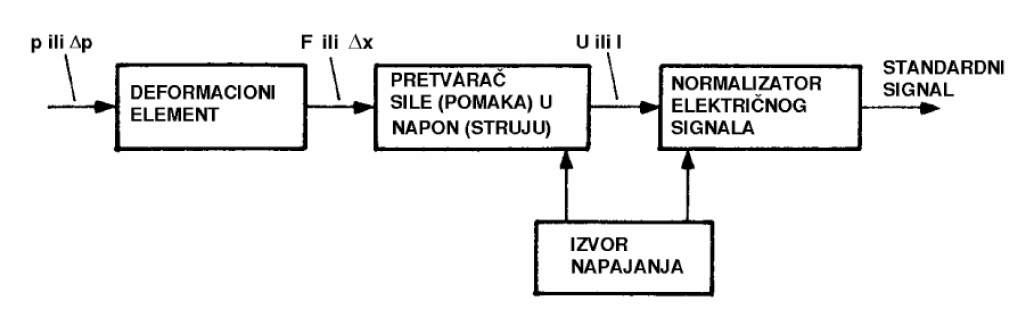 p ili Δp
F ili Δx
U ili I
DEFORMACIONI
ELEMENT
PRETVARAČ
SILE (POMAKA) U
NAPON (STRUJU)
NORMALIZATOR
ELEKTRIČNOG
SIGNALA
STANDARDNI
SIGNAL
IZVOR
NAPAJANJA